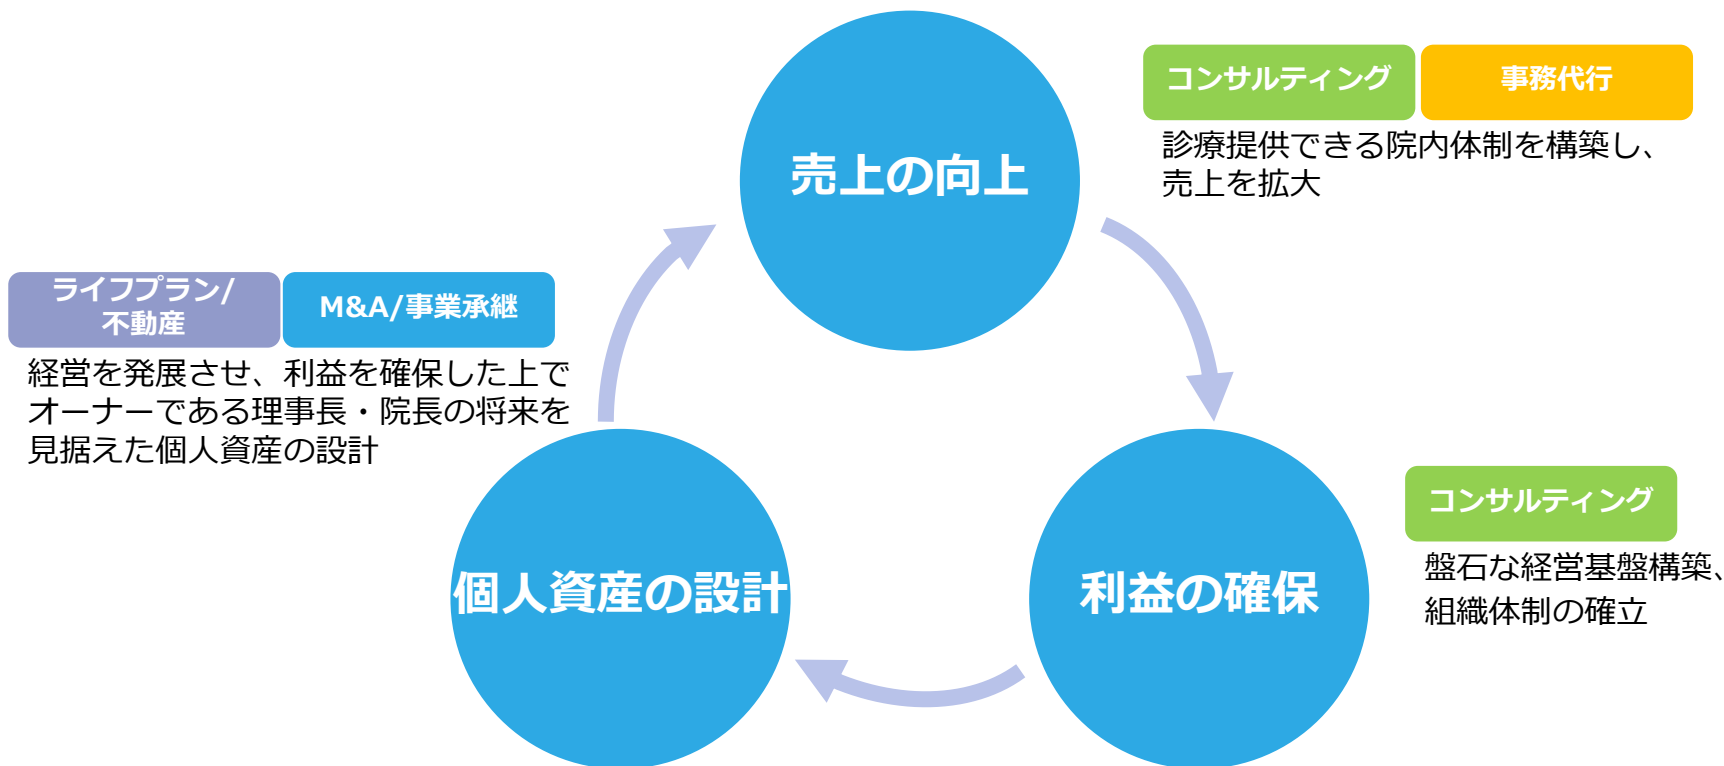 売上の向上
コンサルティング
事務代行
診療提供できる院内体制を構築し、
売上を拡大
ライフプラン/
不動産
M&A/事業承継
経営を発展させ、利益を確保した上で
オーナーである理事長・院長の将来を
見据えた個人資産の設計
個人資産の設計
利益の確保
コンサルティング
盤石な経営基盤構築、
組織体制の確立